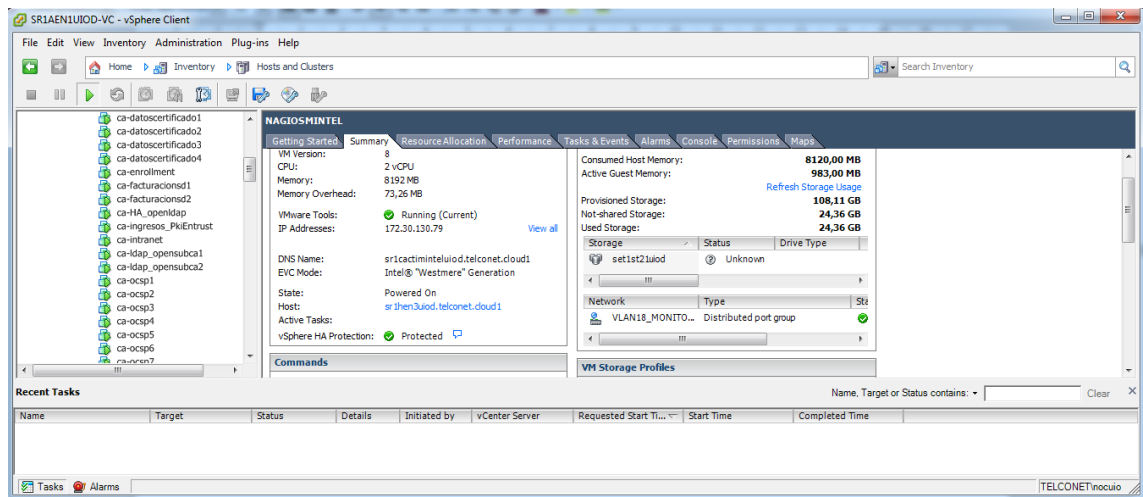 SR1AEN1UIOD-VC - vSphere Client
File Edit View Inventory Administration Plug-ins Help
Home Inventory Hosts and Clusters
Search Inventory
ca-datoscertificado1
ca-datoscertificado2
ca-datoscertificado3
ca-datoscertificado4
ca-enrollment
ca-facturacionsd1
ca-facturacionsd2
ca-HA_openldap
ca-ingresos_PkiEntrust
ca-intranet
ca-ldap_opensubca1
ca-ldap_opensubca2
ca-ocsp1
ca-ocsp2
ca-ocsp3
ca-ocsp4
ca-ocsp5
ca-ocsp6
ca-ocsp7
NAGIOSMINTEL
Getting Started Summary Resource Allocation Performance Tasks & Events Alarms Console Permissions Maps
VM Version: 8
CPU: 2 vCPU
Memory: 8192 MB
Memory Overhead: 73,26 MB
VMware Tools: Running (Current)
IP Addresses: 172.30.130.79 View all
DNS Name: sr1cactiminteluiod.telconet.cloud1
EVC Mode: Intel® "Westmere" Generation
State: Powered On
Host: sr1hen3uiod.telconet.cloud1
Active Tasks:
vSphere HA Protection: Protected
Commands
Consumed Host Memory: 8120,00 MB
Active Guest Memory: 983,00 MB
Refresh Storage Usage
Provisioned Storage: 108,11 GB
Not-shared Storage: 24,36 GB
Used Storage: 24,36 GB
Storage Status Drive Type
set1st21uiod Unknown
Network Type Sta
VLAN18_MONITO... Distributed port group
VM Storage Profiles
Recent Tasks
Name, Target or Status contains: Clear
Name Target Status Details Initiated by vCenter Server Requested Start Ti... Start Time Completed Time
Tasks Alarms
TELCONET\nocuio